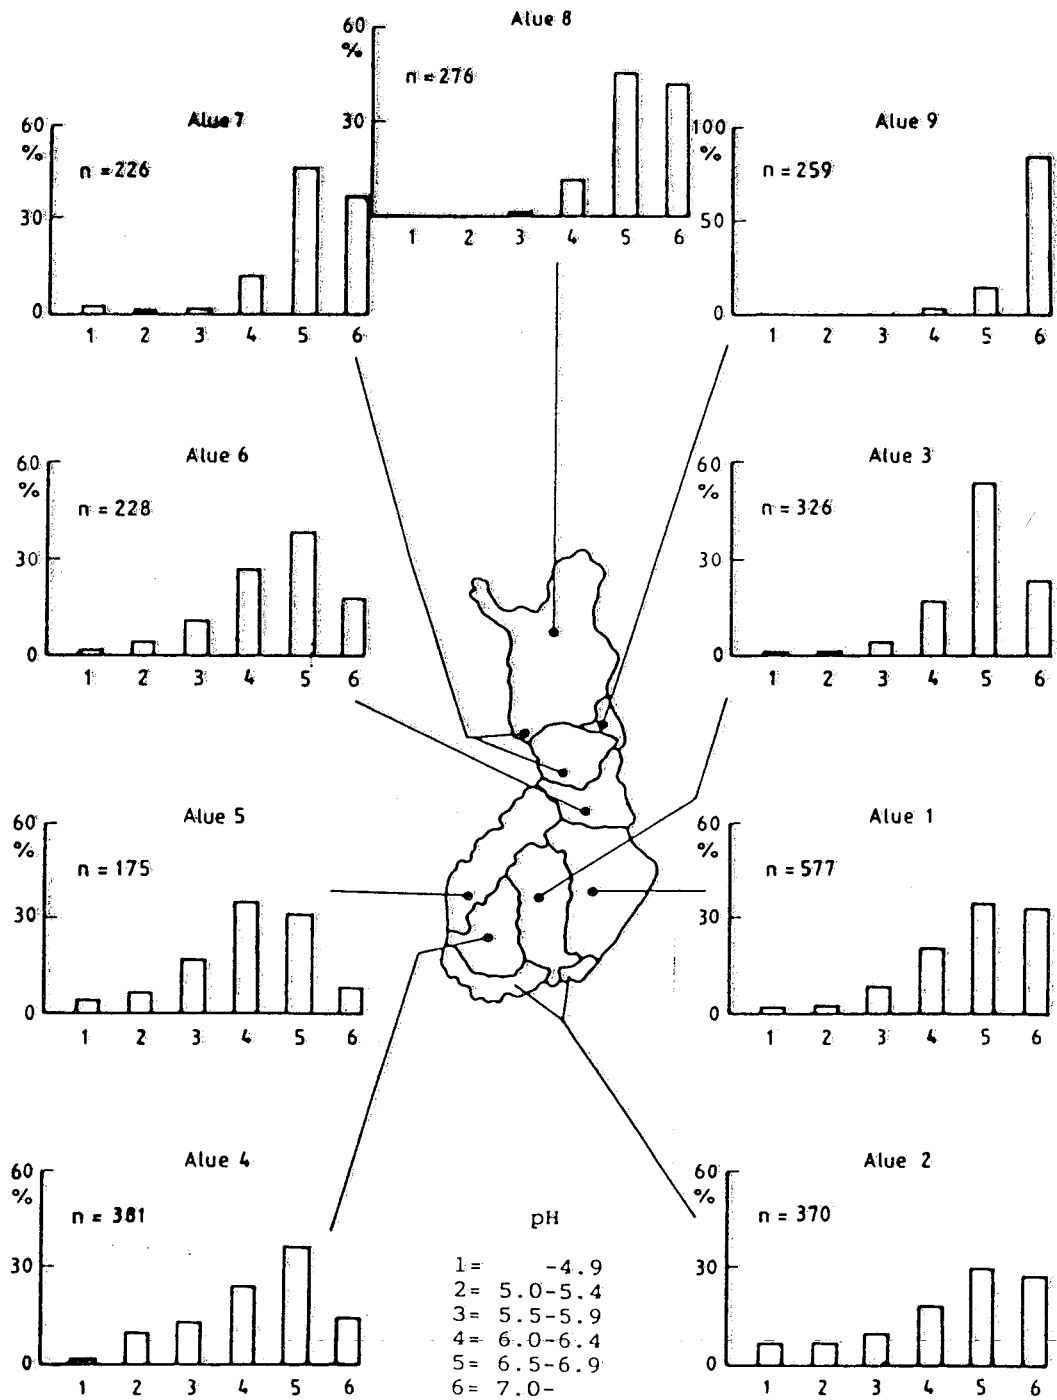 Alue 8
60
%
n = 276
30
1 2 3 4 5 6
Alue 7
60
%
n = 226
30
0
1 2 3 4 5 6
Alue 9
100
%
n = 259
50
0
1 2 3 4 5 6
Alue 6
60
%
n = 228
30
0
1 2 3 4 5 6
Alue 3
60
%
n = 326
30
0
1 2 3 4 5 6
Alue 5
60
%
n = 175
30
0
1 2 3 4 5 6
Alue 1
60
%
n = 577
30
0
1 2 3 4 5 6
Alue 4
60
%
n = 381
30
0
1 2 3 4 5 6
Alue 2
60
%
n = 370
30
0
1 2 3 4 5 6
pH
1= -4.9
2= 5.0-5.4
3= 5.5-5.9
4= 6.0-6.4
5= 6.5-6.9
6= 7.0-